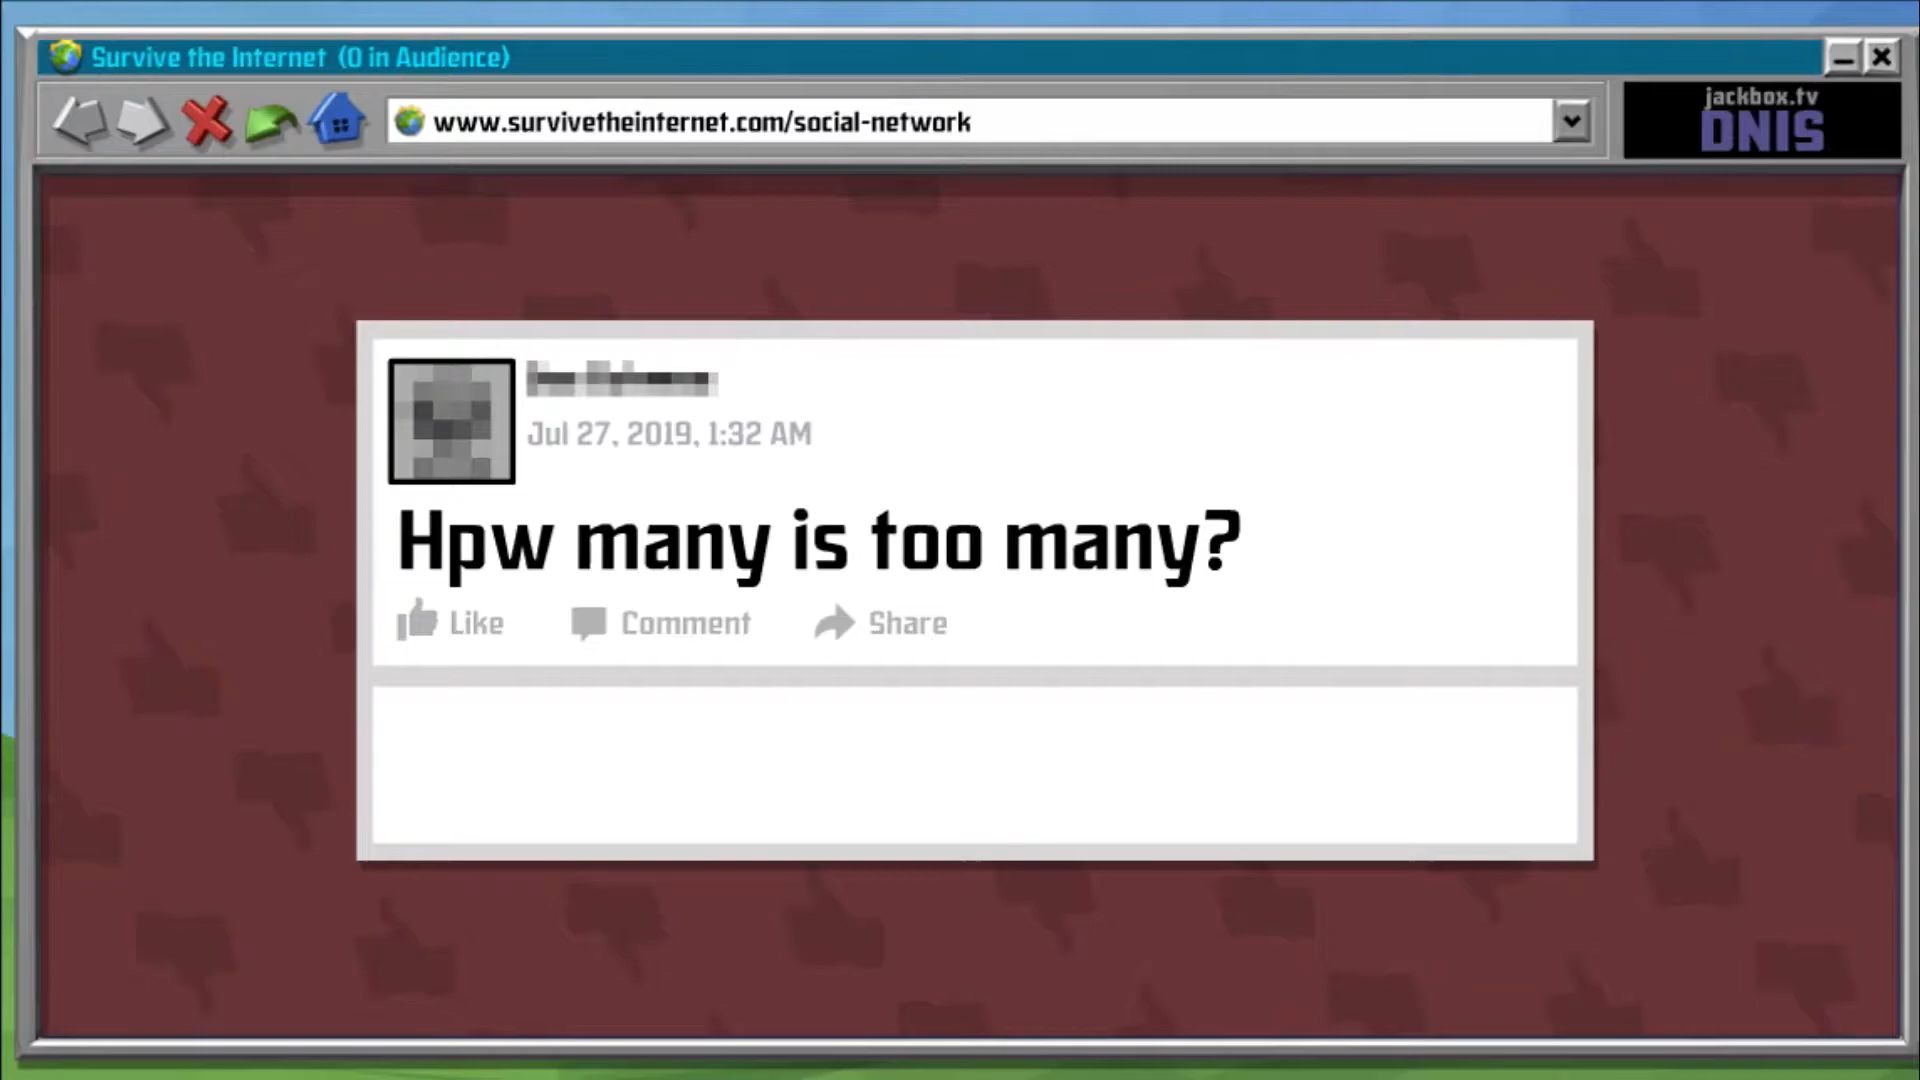 Survive the Internet (0 in Audience)
www.survivetheinternet.com/social-network
jackbox.tv
DNIS
Jul 27, 2019, 1:32 AM
Hpw many is too many?
Like Comment Share